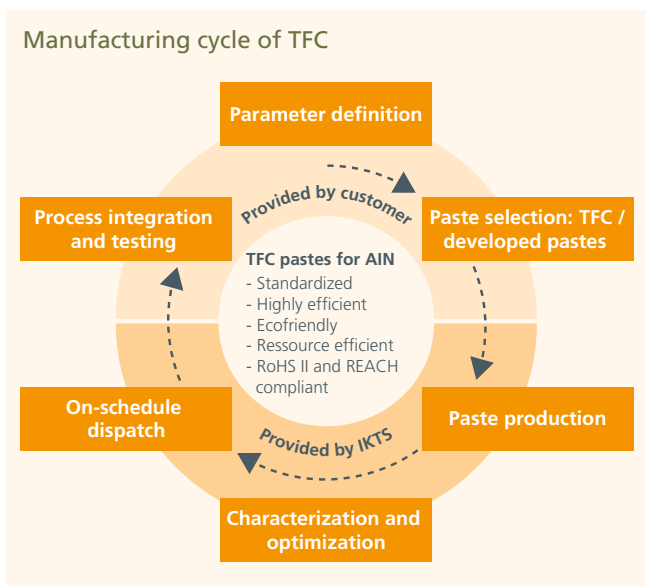 Manufacturing cycle of TFC
Parameter definition
Provided by customer
Process integration
and testing
Paste selection: TFC /
developed pastes
TFC pastes for AlN
- Standardized
- Highly efficient
- Ecofriendly
- Ressource efficient
- RoHS II and REACH
compliant
On-schedule
dispatch
Paste production
Provided by IKTS
Characterization and
optimization